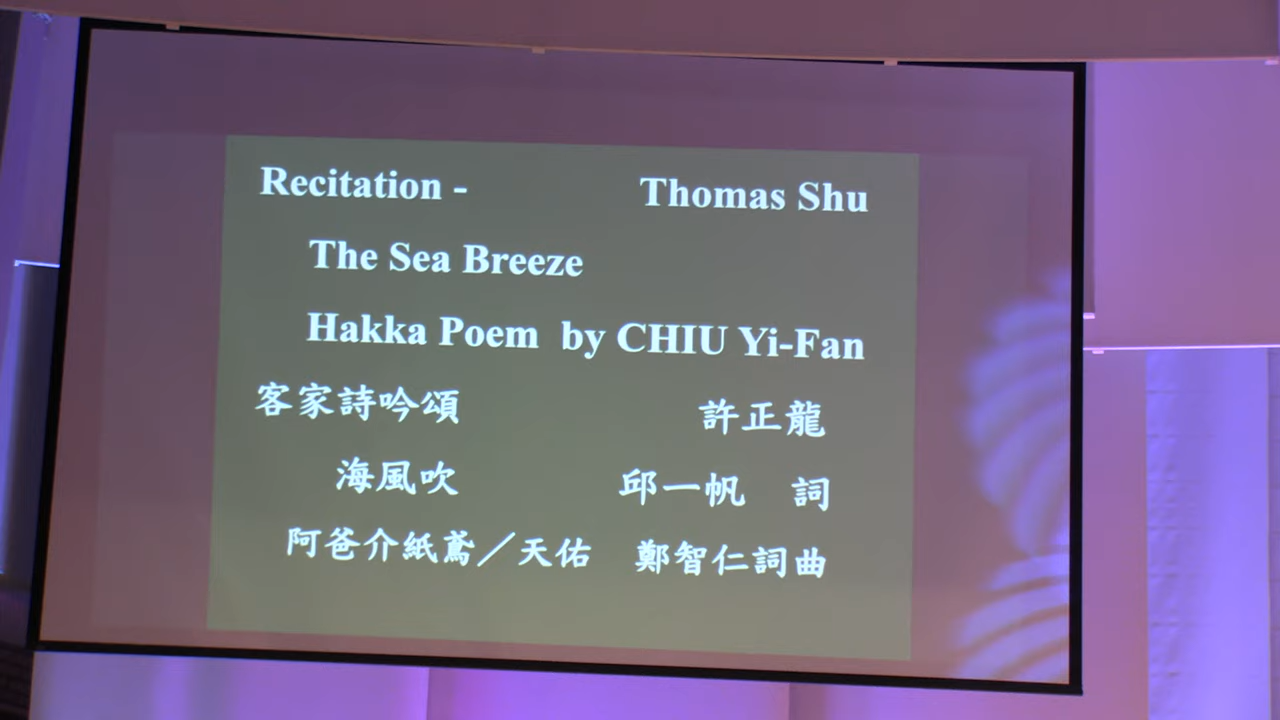 Recitation - Thomas Shu
The Sea Breeze
Hakka Poem by CHIU Yi-Fan
客家詩吟頌 許正龍
海風吹 邱一帆 詞
阿爸介紙鳶／天佑 鄭智仁詞曲